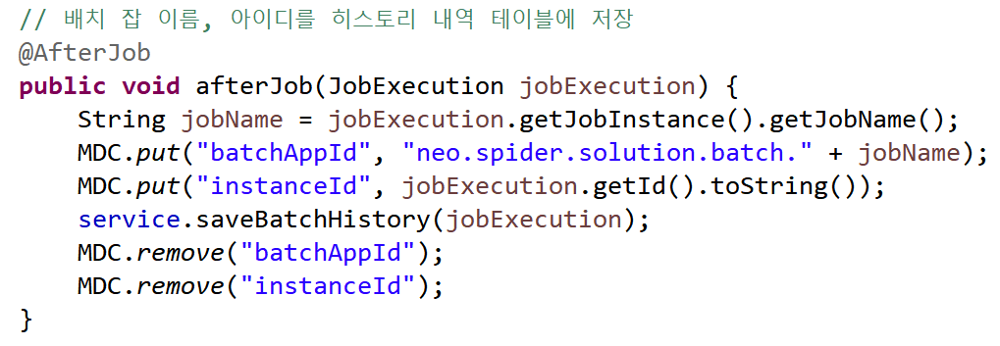 // 배치 잡 이름, 아이디를 히스토리 내역 테이블에 저장
@AfterJob
public void afterJob(JobExecution jobExecution) {
    String jobName = jobExecution.getJobInstance().getJobName();
    MDC.put("batchAppId", "neo.spider.solution.batch." + jobName);
    MDC.put("instanceId", jobExecution.getId().toString());
    service.saveBatchHistory(jobExecution);
    MDC.remove("batchAppId");
    MDC.remove("instanceId");
}